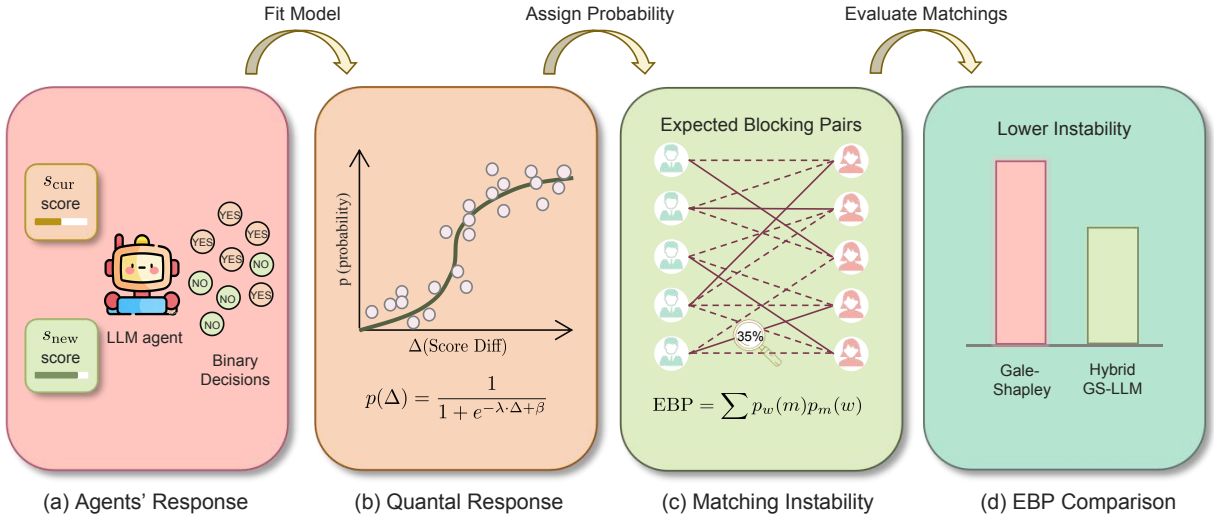 Fit Model
Assign Probability
Evaluate Matchings
s_cur
score
s_new
score
LLM agent
YES
YES
YES
YES
NO
NO
NO
YES
NO
Binary
Decisions
p (probability)
Δ(Score Diff)
p(Δ) = 1 / (1 + e^{-λ·Δ+β})
Expected Blocking Pairs
35%
EBP = ∑ p_w(m)p_m(w)
Lower Instability
Gale-
Shapley
Hybrid
GS-LLM
(a) Agents' Response
(b) Quantal Response
(c) Matching Instability
(d) EBP Comparison